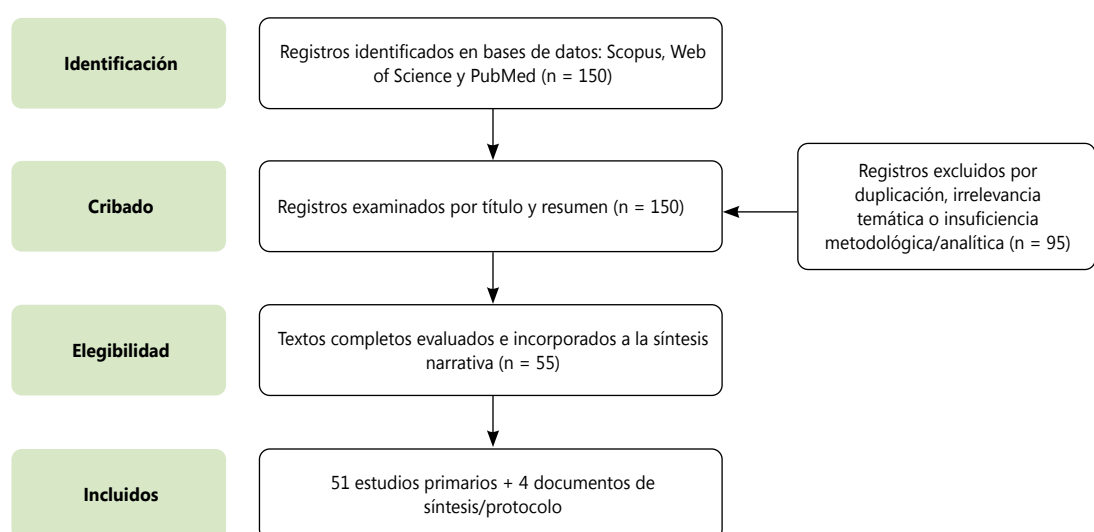 Identificación
Registros identificados en bases de datos: Scopus, Web
of Science y PubMed (n = 150)
Cribado
Registros examinados por título y resumen (n = 150)
Registros excluidos por
duplicación, irrelevancia
temática o insuficiencia
metodológica/analítica (n = 95)
Elegibilidad
Textos completos evaluados e incorporados a la síntesis
narrativa (n = 55)
Incluidos
51 estudios primarios + 4 documentos de
síntesis/protocolo